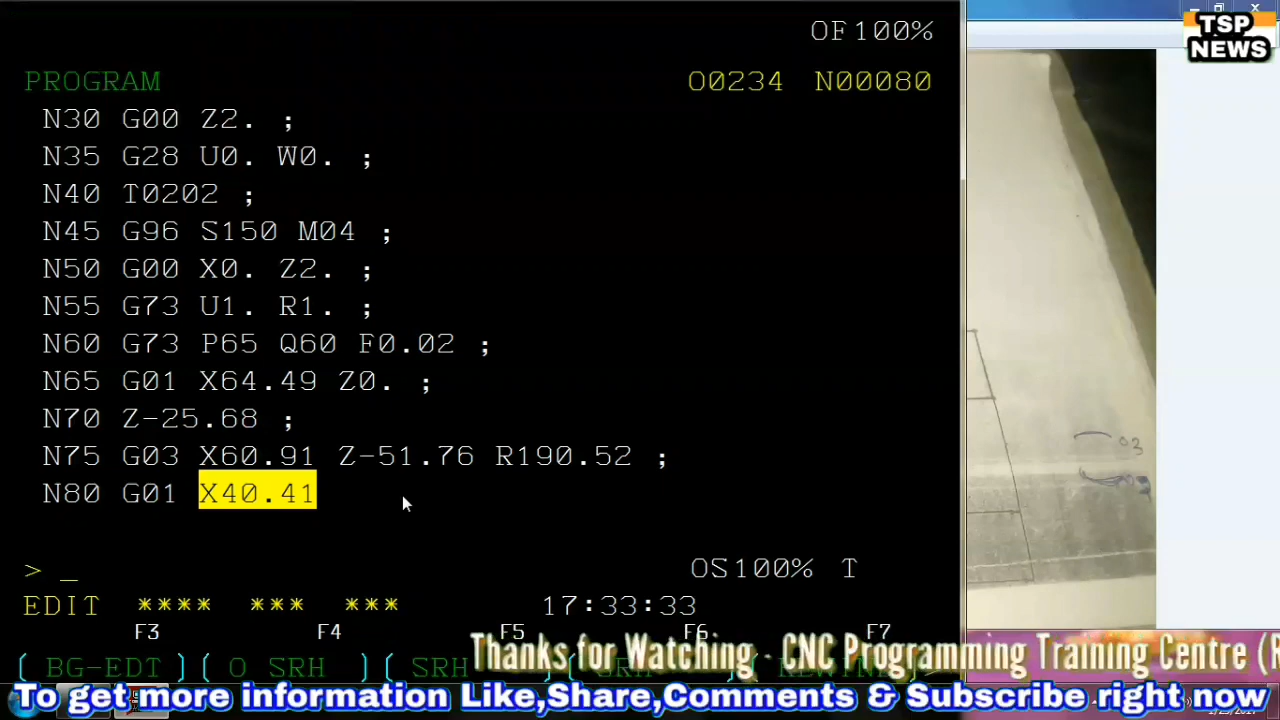 OF100%
TSP
NEWS
PROGRAM O0234 N00080
N30 G00 Z2. ;
N35 G28 U0. W0. ;
N40 T0202 ;
N45 G96 S150 M04 ;
N50 G00 X0. Z2. ;
N55 G73 U1. R1. ;
N60 G73 P65 Q60 F0.02 ;
N65 G01 X64.49 Z0. ;
N70 Z-25.68 ;
N75 G03 X60.91 Z-51.76 R190.52 ;
N80 G01 X40.41
> _ OS100% T
EDIT **** *** *** 17:33:33
F3 F4 F5 F6 F7
( BG-EDT )( O SRH )( SRH
Thanks for Watching - CNC Programming Training Centre (R
To get more information Like,Share,Comments & Subscribe right now